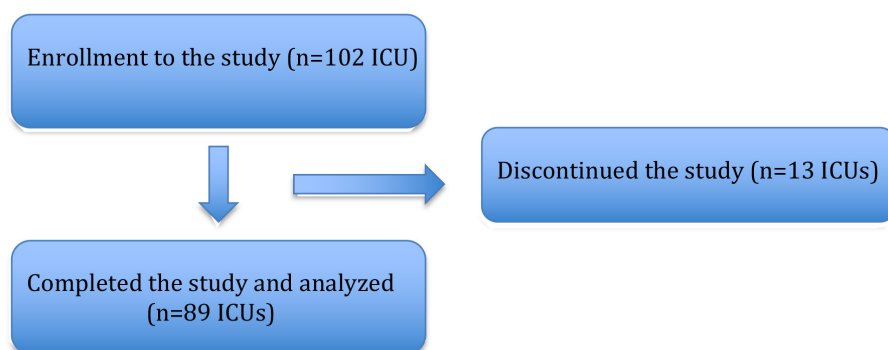 Enrollment to the study (n=102 ICU)
Discontinued the study (n=13 ICUs)
Completed the study and analyzed
(n=89 ICUs)